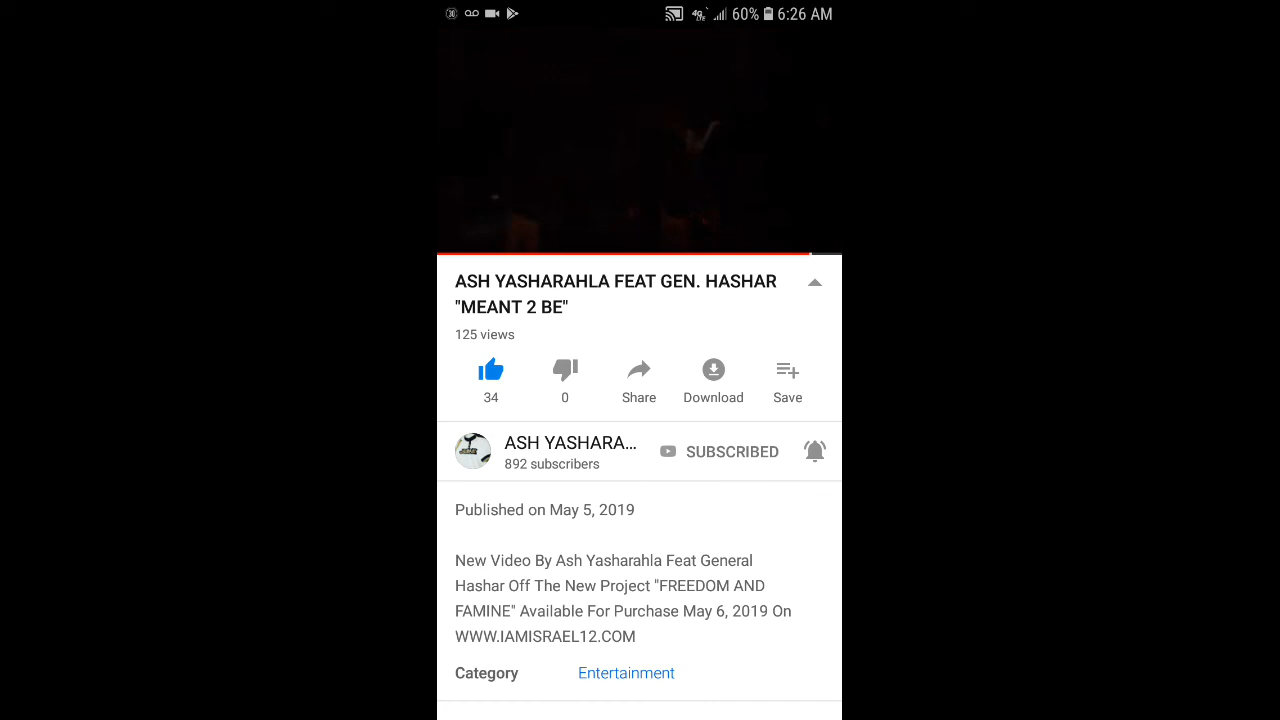 60% 6:26 AM
ASH YASHARAHLA FEAT GEN. HASHAR
"MEANT 2 BE"
125 views
34 0 Share Download Save
ASH YASHARA... SUBSCRIBED
892 subscribers
Published on May 5, 2019
New Video By Ash Yasharahla Feat General
Hashar Off The New Project "FREEDOM AND
FAMINE" Available For Purchase May 6, 2019 On
WWW.IAMISRAEL12.COM
Category Entertainment